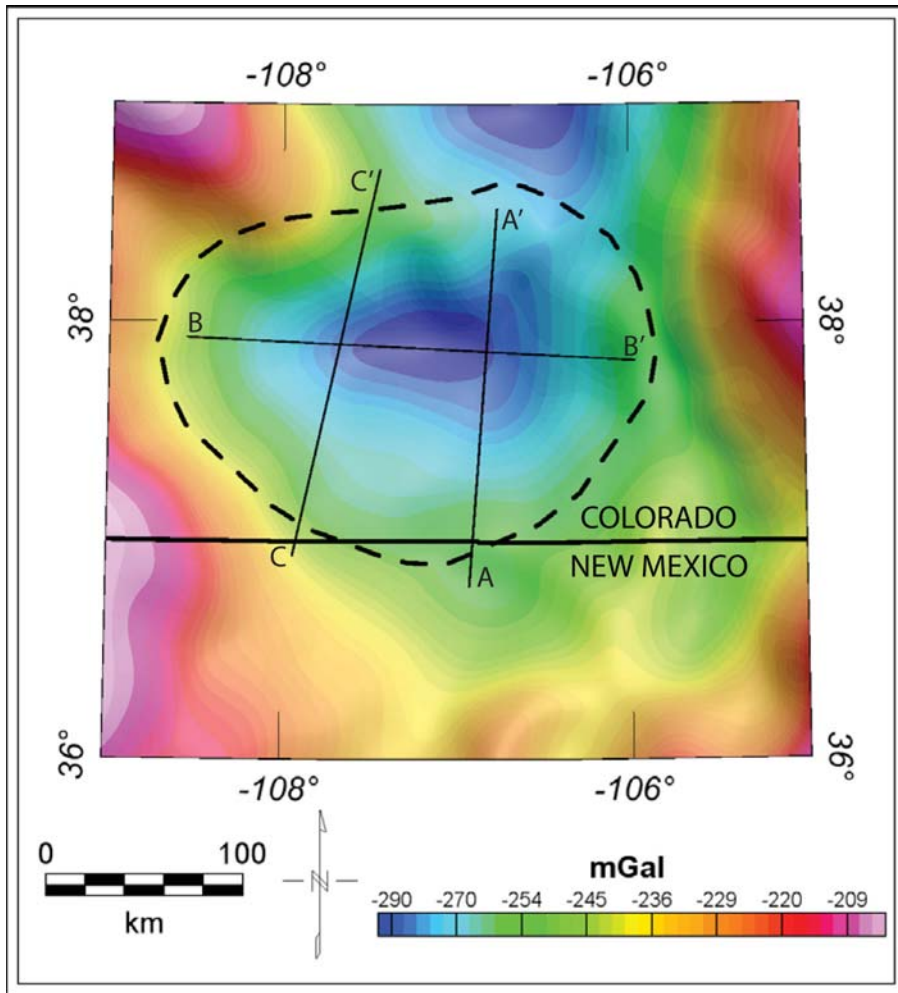 -108° -106°
C'
A'
38° 38°
B B'
COLORADO
C A NEW MEXICO
36° 36°
-108° -106°
0 100
km
N
mGal
-290 -270 -254 -245 -236 -229 -220 -209